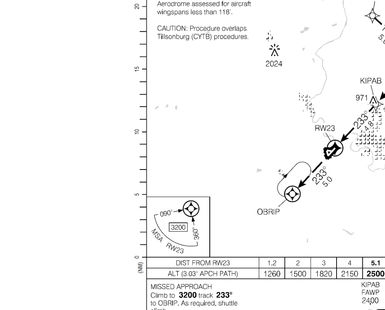 Aerodrome assessed for aircraft
wingspans less than 118'.
CAUTION: Procedure overlaps
Tillsonburg (CYTB) procedures.
20
15
10
5
0
(NM)
2024
KIPAB
971
233°
RW23
233°
5.0
OBRIP
090°
360°
3200
MSA RW23
DIST FROM RW23 1.2 2 3 4 5.1
ALT (3.03° APCH PATH) 1260 1500 1820 2150 2500
MISSED APPROACH
Climb to 3200 track 233°
to OBRIP. As required, shuttle
KIPAB
FAWP
2400